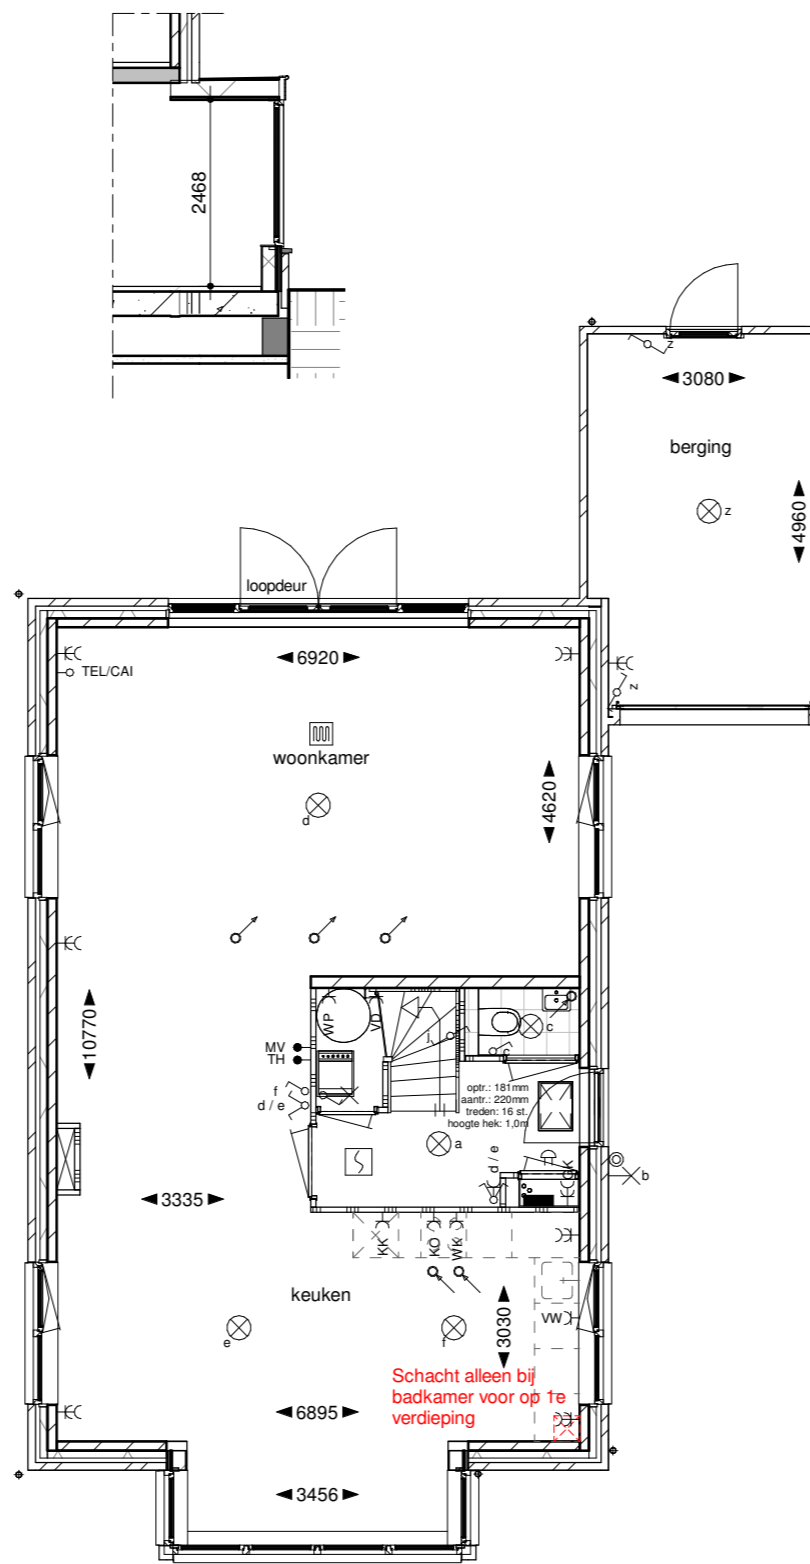 2468
z
3080
berging
z
4960
loopdeur
6920
TEL/CAI
z
woonkamer
4620
d
10770
WP
VD
j
c
c
MV
TH
f
d / e
optr.: 181mm
aantr.: 220mm
treden: 16 st.
hoogte hek: 1,0m
a
d / e
MK
b
3335
KK
KO
WK
keuken
3030
VW
e
f
Schacht alleen bij
badkamer voor op 1e
verdieping
6895
3456